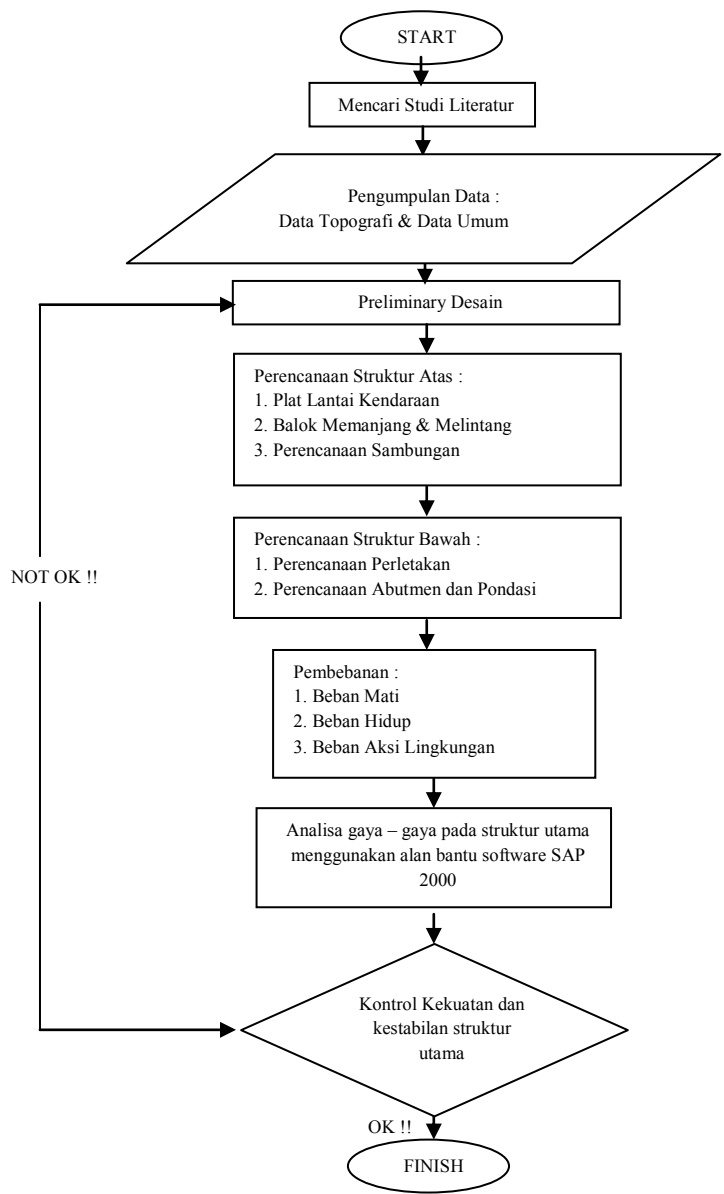 START
Mencari Studi Literatur
Pengumpulan Data :
Data Topografi & Data Umum
Preliminary Desain
Perencanaan Struktur Atas :
1. Plat Lantai Kendaraan
2. Balok Memanjang & Melintang
3. Perencanaan Sambungan
Perencanaan Struktur Bawah :
1. Perencanaan Perletakan
2. Perencanaan Abutmen dan Pondasi
NOT OK !!
Pembebanan :
1. Beban Mati
2. Beban Hidup
3. Beban Aksi Lingkungan
Analisa gaya – gaya pada struktur utama
menggunakan alan bantu software SAP
2000
Kontrol Kekuatan dan
kestabilan struktur
utama
OK !!
FINISH